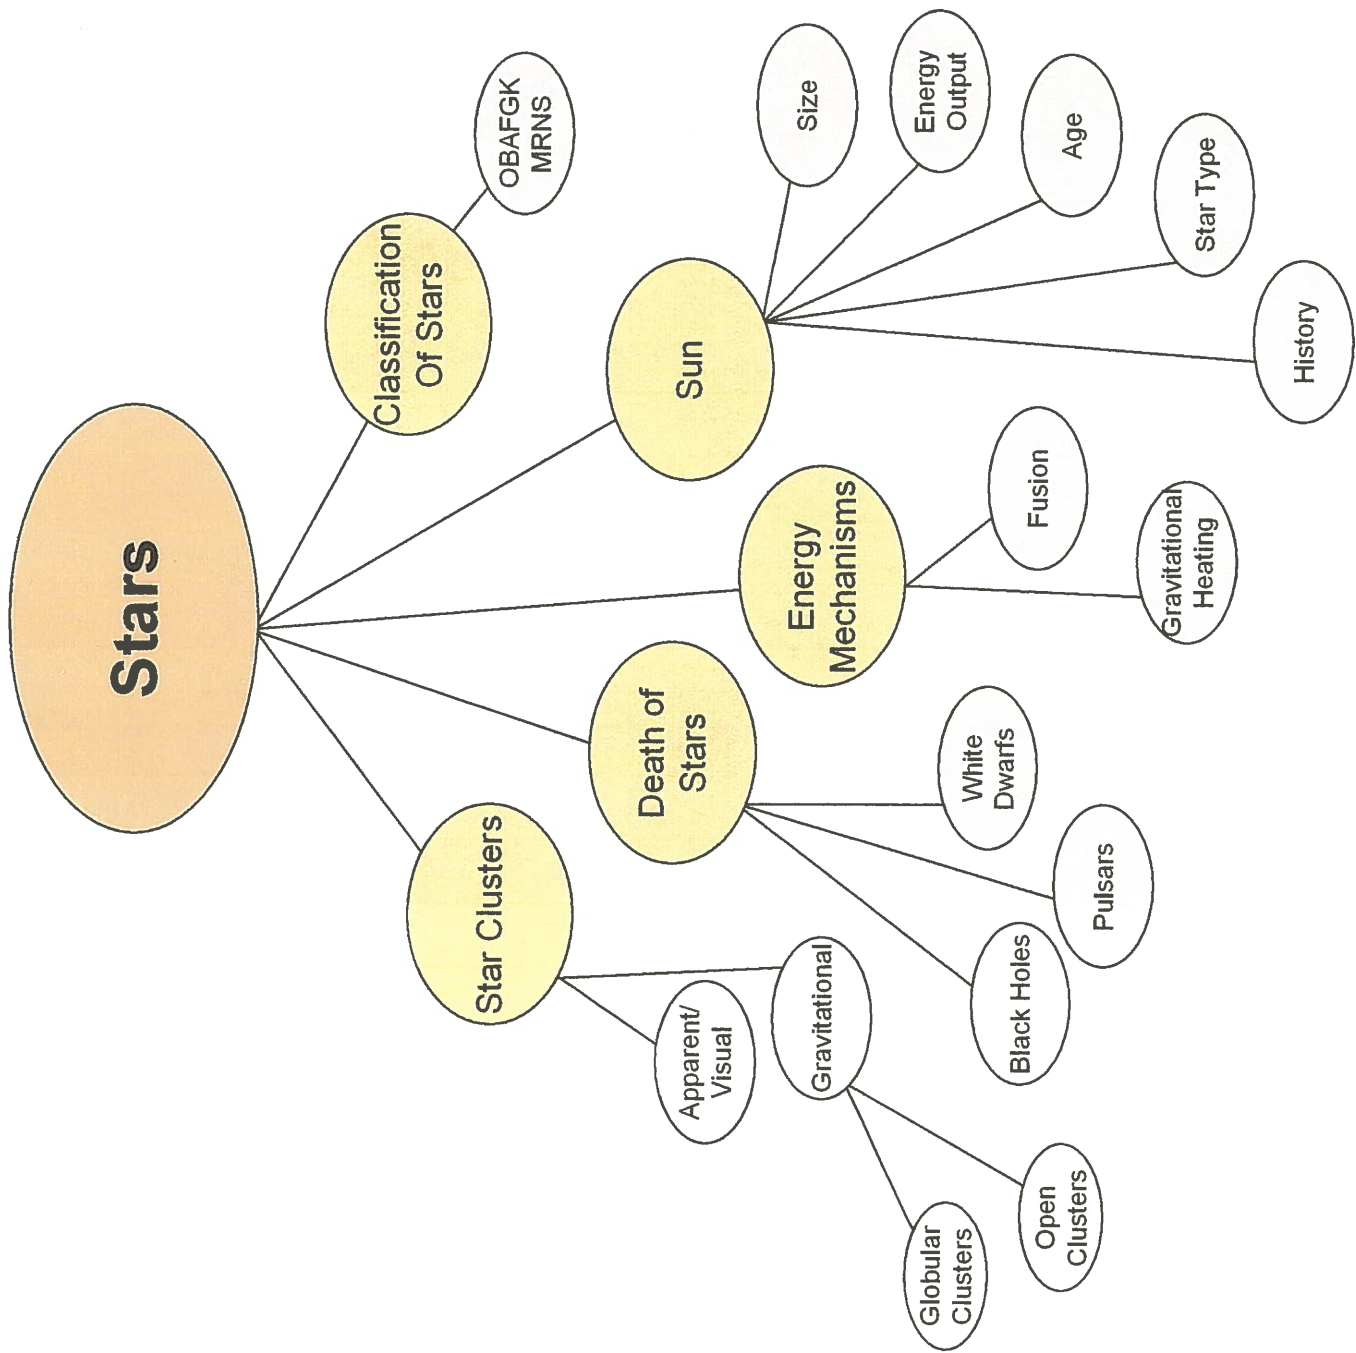 Stars
Star Clusters
Apparent/
Visual
Gravitational
Globular
Clusters
Open
Clusters
Death of
Stars
Black Holes
Pulsars
White
Dwarfs
Energy
Mechanisms
Gravitational
Heating
Fusion
Sun
History
Star Type
Age
Energy
Output
Size
Classification
Of Stars
OBAFGK
MRNS